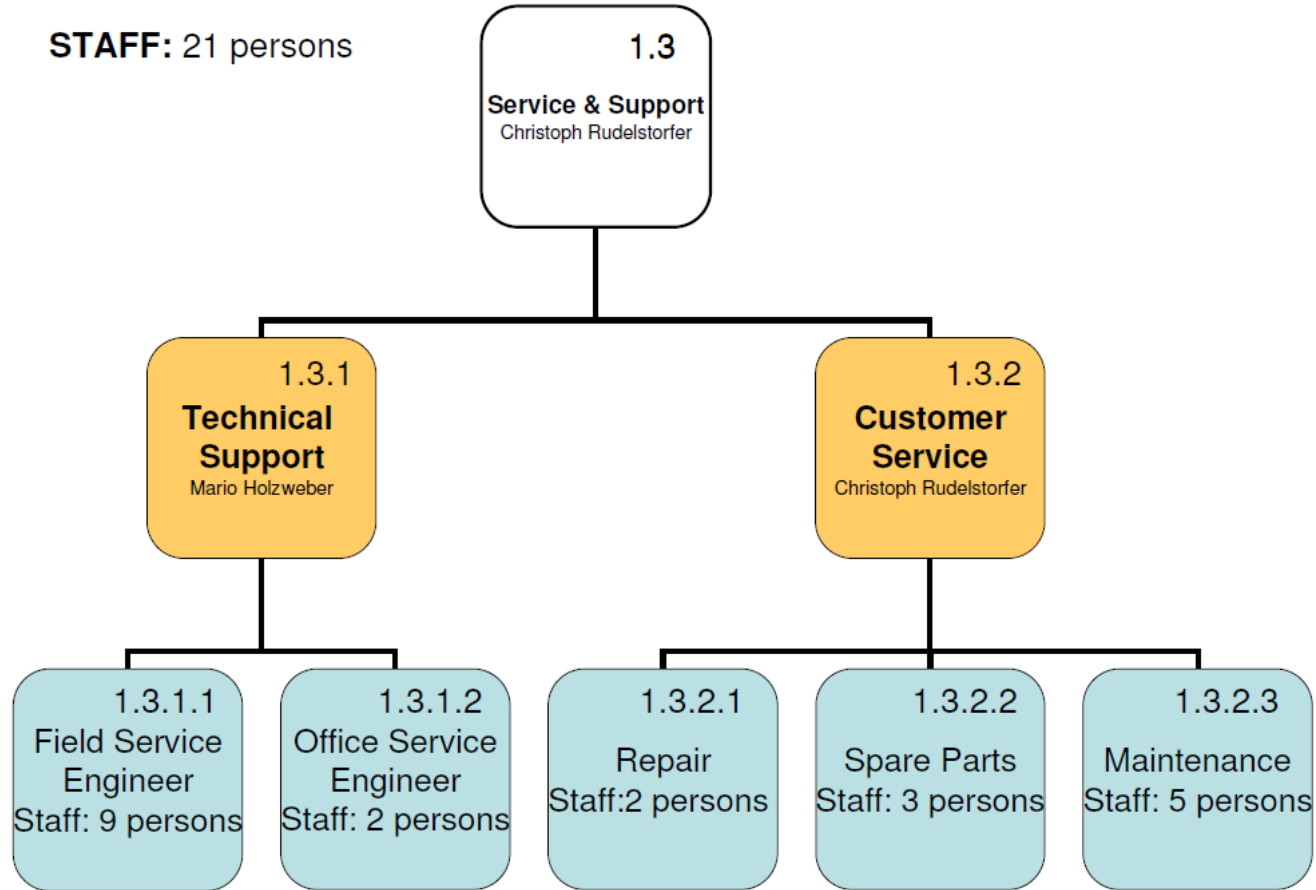 STAFF: 21 persons
1.3
Service & Support
Christoph Rudelstorfer
1.3.1
Technical
Support
Mario Holzweber
1.3.2
Customer
Service
Christoph Rudelstorfer
1.3.1.1
Field Service
Engineer
Staff: 9 persons
1.3.1.2
Office Service
Engineer
Staff: 2 persons
1.3.2.1
Repair
Staff:2 persons
1.3.2.2
Spare Parts
Staff: 3 persons
1.3.2.3
Maintenance
Staff: 5 persons